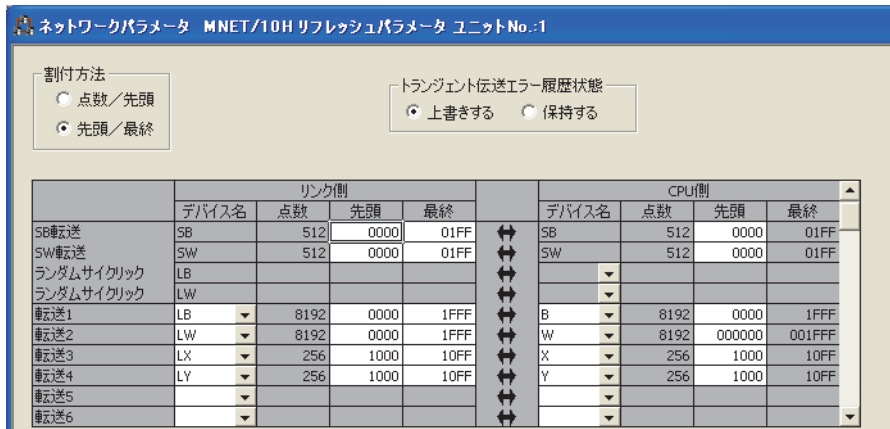 ネットワークパラメータ MNET/10H リフレッシュパラメータ ユニットNo.:1
割付方法
点数/先頭
先頭/最終
トランジェント伝送エラー履歴状態
上書きする 保持する
リンク側 CPU側
デバイス名 点数 先頭 最終 デバイス名 点数 先頭 最終
SB転送 SB 512 0000 01FF SB 512 0000 01FF
SW転送 SW 512 0000 01FF SW 512 0000 01FF
ランダムサイクリック LB
ランダムサイクリック LW
転送1 LB 8192 0000 1FFF B 8192 0000 1FFF
転送2 LW 8192 0000 1FFF W 8192 000000 001FFF
転送3 LX 256 1000 10FF X 256 1000 10FF
転送4 LY 256 1000 10FF Y 256 1000 10FF
転送5
転送6